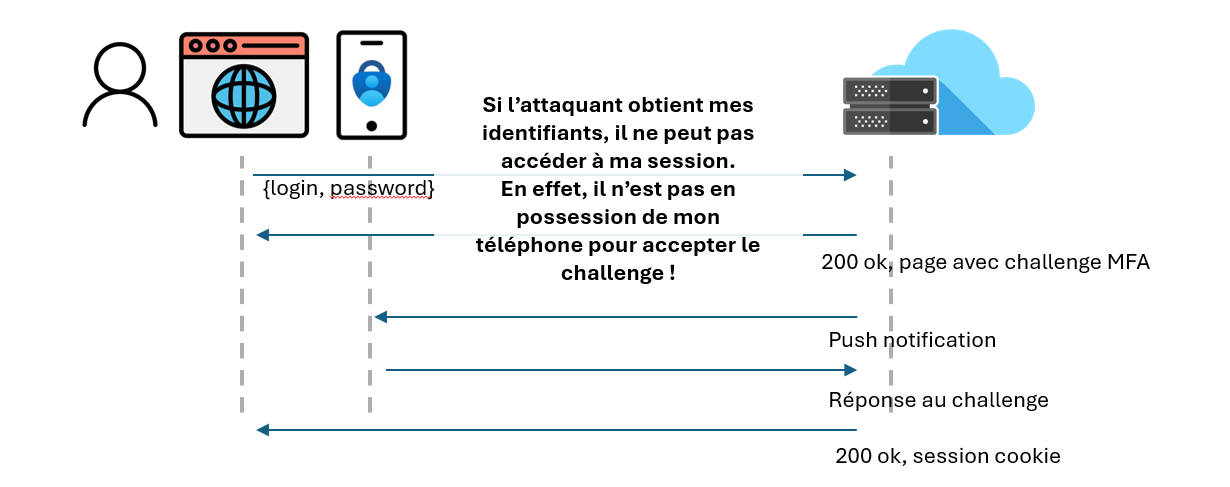 Si l’attaquant obtient mes
identifiants, il ne peut pas
accéder à ma session.
En effet, il n’est pas en
possession de mon
téléphone pour accepter le
challenge !
{login, password}
200 ok, page avec challenge MFA
Push notification
Réponse au challenge
200 ok, session cookie